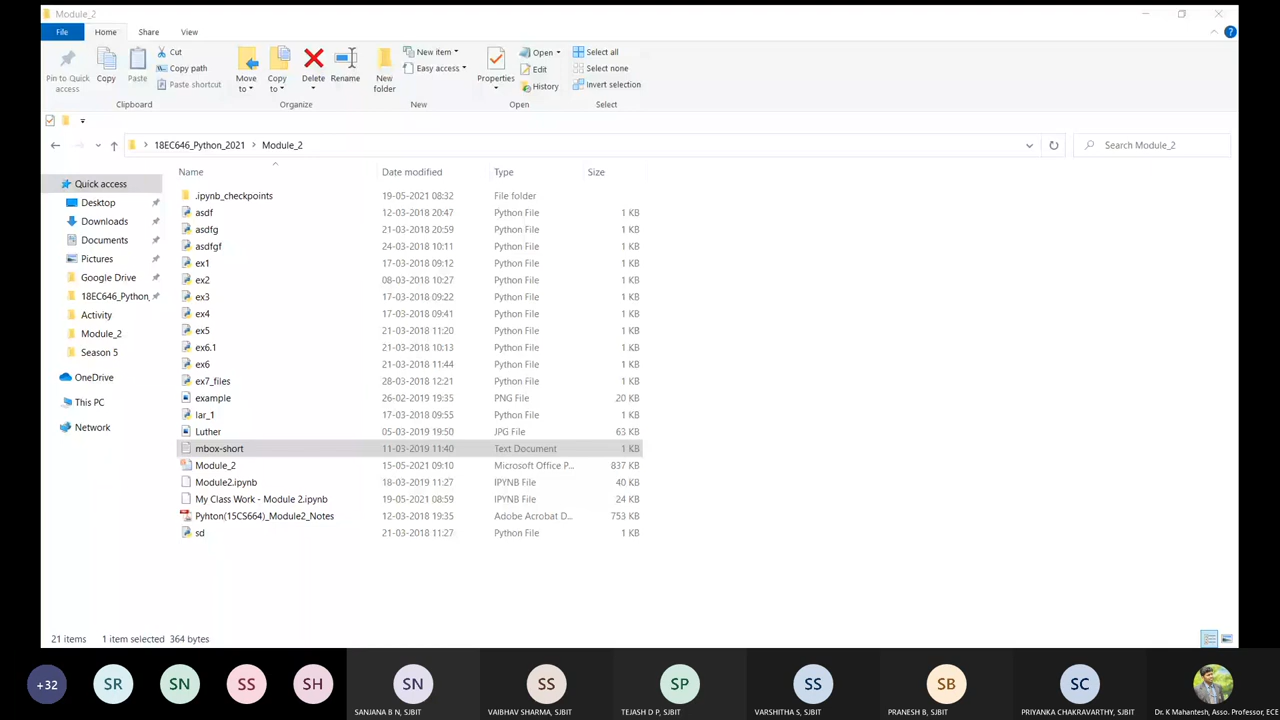 Module_2
File Home Share View
Pin to Quick access
Copy
Paste
Cut
Copy path
Paste shortcut
Clipboard
Move to
Copy to
Delete
Rename
Organize
New folder
New item
Easy access
New
Properties
Open
Edit
History
Open
Select all
Select none
Invert selection
Select
18EC646_Python_2021 > Module_2
Search Module_2
Name Date modified Type Size
Quick access
Desktop
Downloads
Documents
Pictures
Google Drive
18EC646_Python_
Activity
Module_2
Season 5
OneDrive
This PC
Network
.ipynb_checkpoints 19-05-2021 08:32 File folder
asdf 12-03-2018 20:47 Python File 1 KB
asdfg 21-03-2018 20:59 Python File 1 KB
asdfgf 24-03-2018 10:11 Python File 1 KB
ex1 17-03-2018 09:12 Python File 1 KB
ex2 08-03-2018 10:27 Python File 1 KB
ex3 17-03-2018 09:22 Python File 1 KB
ex4 17-03-2018 09:41 Python File 1 KB
ex5 21-03-2018 11:20 Python File 1 KB
ex6.1 21-03-2018 10:13 Python File 1 KB
ex6 21-03-2018 11:44 Python File 1 KB
ex7_files 28-03-2018 12:21 Python File 1 KB
example 26-02-2019 19:35 PNG File 20 KB
lar_1 17-03-2018 09:55 Python File 1 KB
Luther 05-03-2019 19:50 JPG File 63 KB
mbox-short 11-03-2019 11:40 Text Document 1 KB
Module_2 15-05-2021 09:10 Microsoft Office P... 837 KB
Module2.ipynb 18-03-2019 11:27 IPYNB File 40 KB
My Class Work - Module 2.ipynb 19-05-2021 08:59 IPYNB File 24 KB
Pyhton(15CS664)_Module2_Notes 12-03-2018 19:35 Adobe Acrobat D... 753 KB
sd 21-03-2018 11:27 Python File 1 KB
21 items 1 item selected 364 bytes
+32 SR SN SS SH SN SS SP SS SB SC
SANJANA B N, SJBIT
VAIBHAV SHARMA, SJBIT
TEJASH D P, SJBIT
VARSHITHA S, SJBIT
PRANESH B, SJBIT
PRIYANKA CHAKRAVARTHY, SJBIT
Dr. K Mahantesh, Asso. Professor, ECE